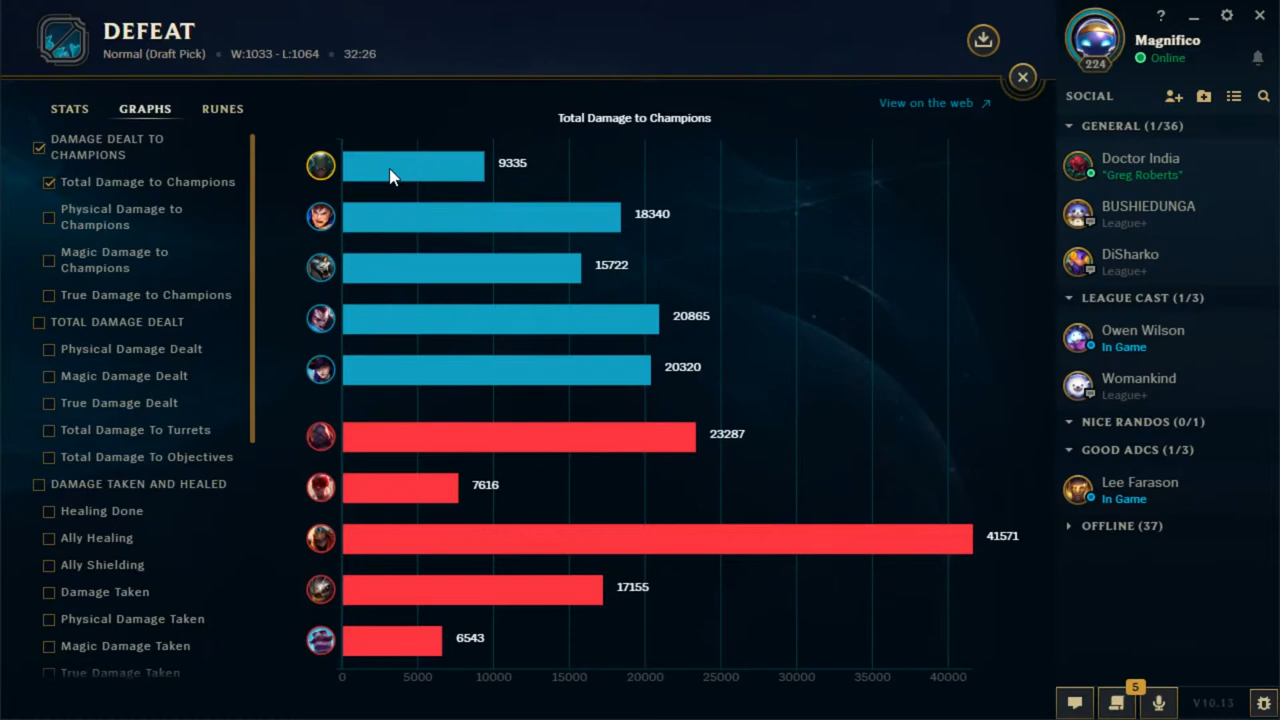 DEFEAT
Normal (Draft Pick) W:1033 - L:1064 32:26
STATS GRAPHS RUNES
View on the web
DAMAGE DEALT TO
CHAMPIONS
Total Damage to Champions
Physical Damage to
Champions
Magic Damage to
Champions
True Damage to Champions
TOTAL DAMAGE DEALT
Physical Damage Dealt
Magic Damage Dealt
True Damage Dealt
Total Damage To Turrets
Total Damage To Objectives
DAMAGE TAKEN AND HEALED
Healing Done
Ally Healing
Ally Shielding
Damage Taken
Physical Damage Taken
Magic Damage Taken
True Damage Taken
Total Damage to Champions
9335
18340
15722
20865
20320
23287
7616
41571
17155
6543
0 5000 10000 15000 20000 25000 30000 35000 40000
?
Magnifico
224
Online
SOCIAL
GENERAL (1/36)
Doctor India
"Greg Roberts"
BUSHIEDUNGA
League+
DiSharko
League+
LEAGUE CAST (1/3)
Owen Wilson
In Game
Womankind
League+
NICE RANDOS (0/1)
GOOD ADCS (1/3)
Lee Farason
In Game
OFFLINE (37)
5
V10.13